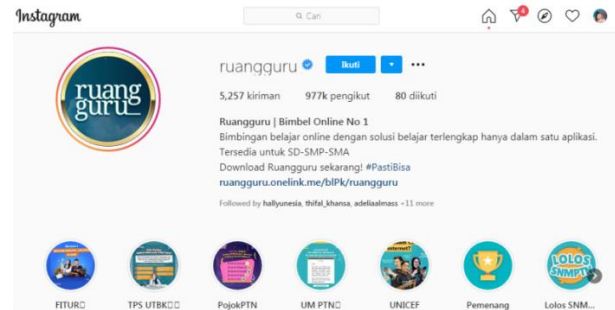 Instagram
Cari
4
ruang
guru
ruangguru
Ikuti
5,257 kiriman 977k pengikut 80 diikuti
Ruangguru | Bimbel Online No 1
Bimbingan belajar online dengan solusi belajar terlengkap hanya dalam satu aplikasi.
Tersedia untuk SD-SMP-SMA
Download Ruangguru sekarang! #PastiBisa
ruangguru.onelink.me/blPk/ruangguru
Followed by hallyunesia, thifal_khansa, adeliaalmass +11 more
internet?
LOLOS
SNMPTN
FITUR▯ TPS UTBK▯▯ PojokPTN UM PTN▯ UNICEF Pemenang Lolos SNM...